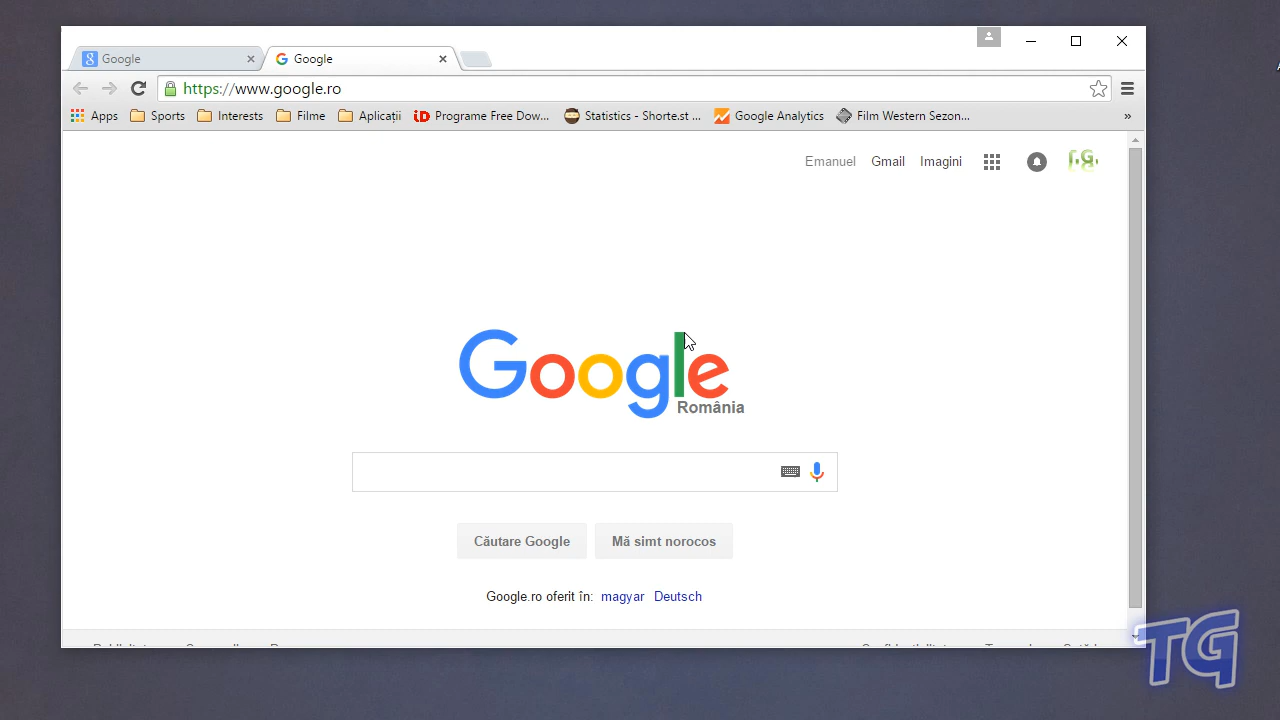 Google
Google
https://www.google.ro
Apps
Sports
Interests
Filme
Aplicații
Programe Free Dow...
Statistics - Shorte.st ...
Google Analytics
Film Western Sezon...
»
Emanuel
Gmail
Imagini
Google
România
Căutare Google
Mă simt norocos
Google.ro oferit în: magyar Deutsch
TG